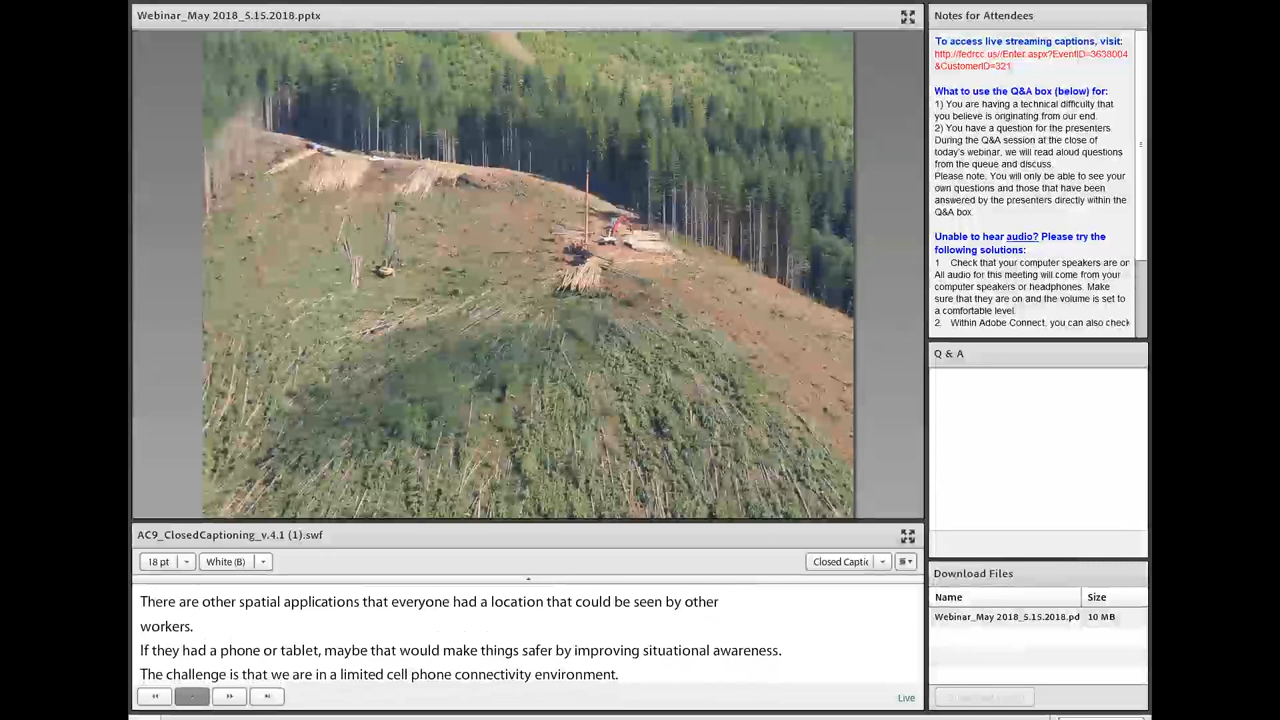 Webinar_May 2018_5.15.2018.pptx
Notes for Attendees
To access live streaming captions, visit:
http://fedrcc.us//Enter.aspx?EventID=3638004
&CustomerID=321
What to use the Q&A box (below) for:
1) You are having a technical difficulty that
you believe is originating from our end.
2) You have a question for the presenters.
During the Q&A session at the close of
today's webinar, we will read aloud questions
from the queue and discuss.
Please note: You will only be able to see your
own questions and those that have been
answered by the presenters directly within the
Q&A box.
Unable to hear audio? Please try the
following solutions:
1. Check that your computer speakers are on
All audio for this meeting will come from your
computer speakers or headphones. Make
sure that they are on and the volume is set to
a comfortable level.
2. Within Adobe Connect, you can also check
Q & A
AC9_ClosedCaptioning_v.4.1 (1).swf
18 pt
White (B)
Closed Captic
There are other spatial applications that everyone had a location that could be seen by other
workers.
If they had a phone or tablet, maybe that would make things safer by improving situational awareness.
The challenge is that we are in a limited cell phone connectivity environment.
Live
Download Files
Name Size
Webinar_May 2018_5.15.2018.pd 10 MB